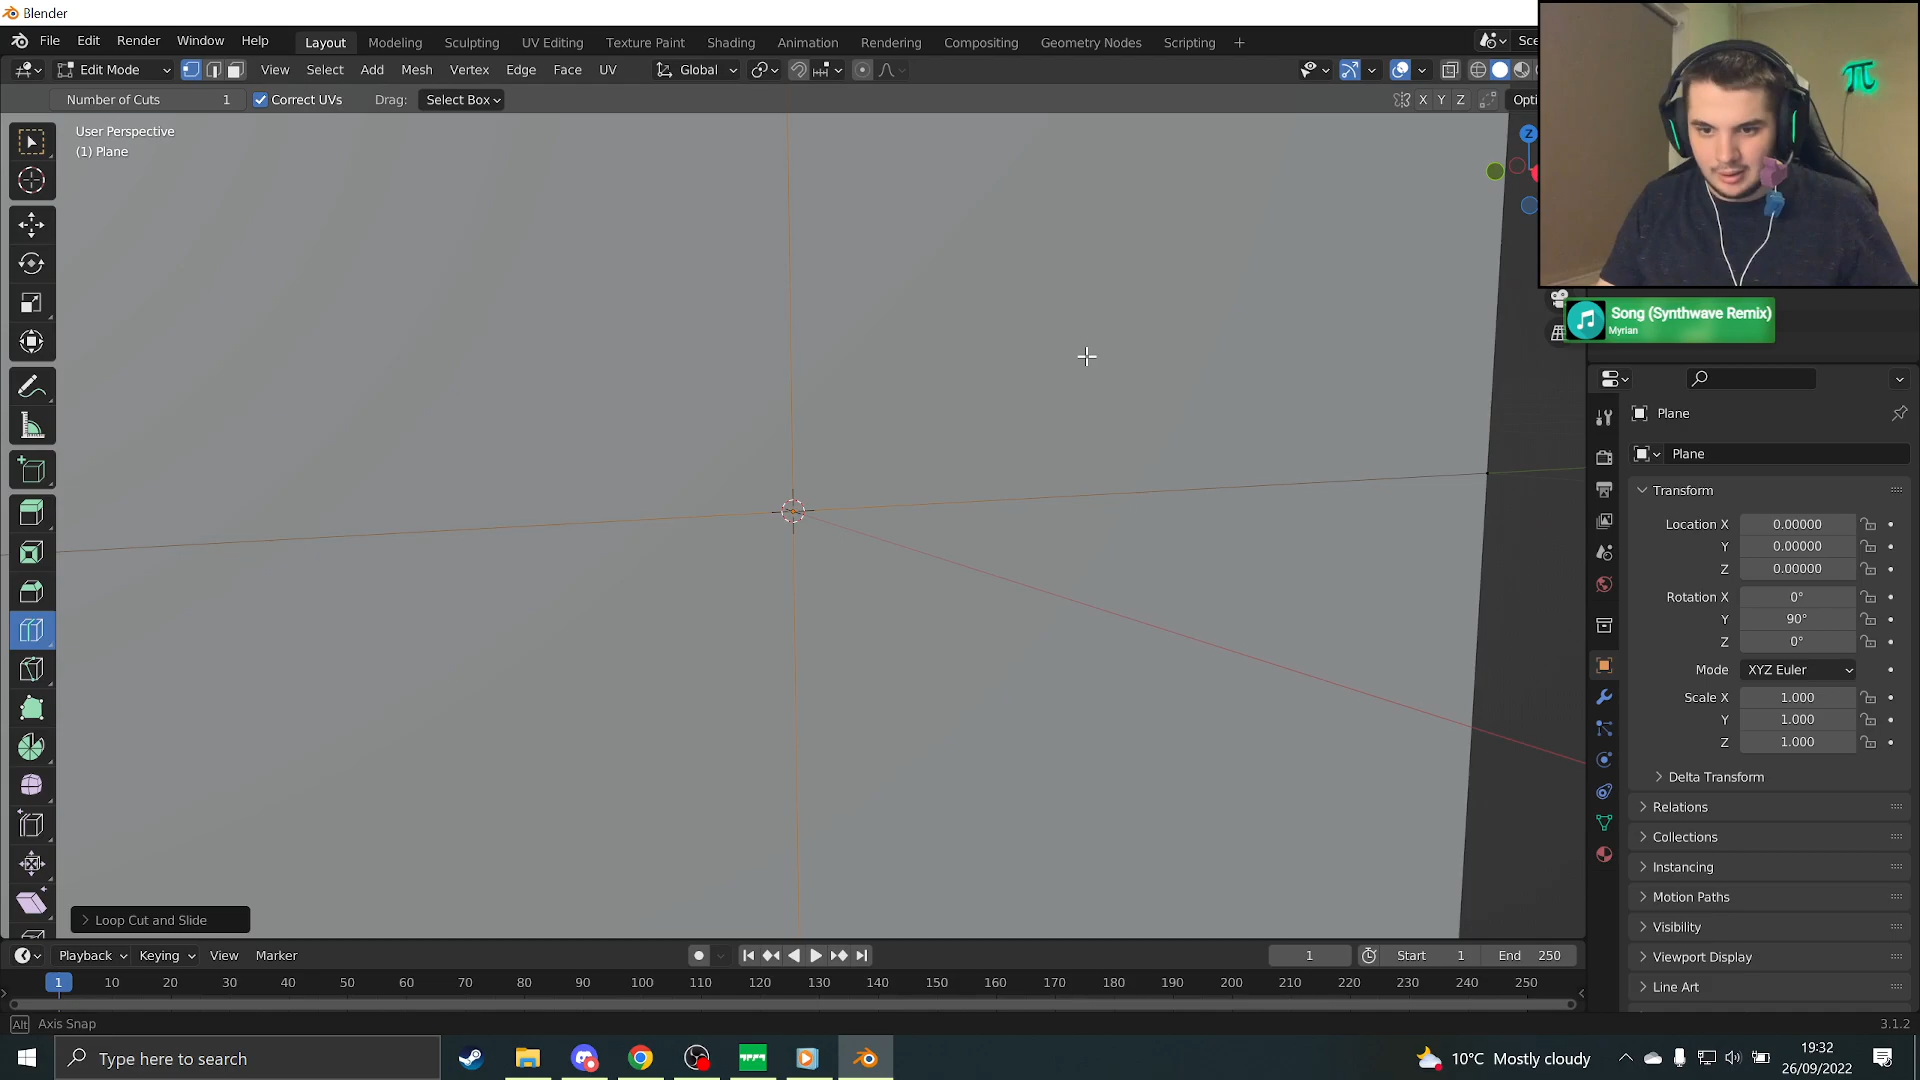 Blender
File Edit Render Window Help Layout Modeling Sculpting UV Editing Texture Paint Shading Animation Rendering Compositing Geometry Nodes Scripting + Sce
Edit Mode View Select Add Mesh Vertex Edge Face UV Global
Number of Cuts 1 Correct UVs Drag: Select Box X Y Z Opti
User Perspective
(1) Plane
Z
π
Song (Synthwave Remix)
Myrian
Plane
Plane
Transform
Location X 0.00000
Y 0.00000
Z 0.00000
Rotation X 0°
Y 90°
Z 0°
Mode XYZ Euler
Scale X 1.000
Y 1.000
Z 1.000
Delta Transform
Relations
Collections
Instancing
Motion Paths
Visibility
Viewport Display
Line Art
Loop Cut and Slide
Playback Keying View Marker 1 Start 1 End 250
1 10 20 30 40 50 60 70 80 90 100 110 120 130 140 150 160 170 180 190 200 210 220 230 240 250
Alt Axis Snap 3.1.2
Type here to search 10°C Mostly cloudy 19:32
26/09/2022